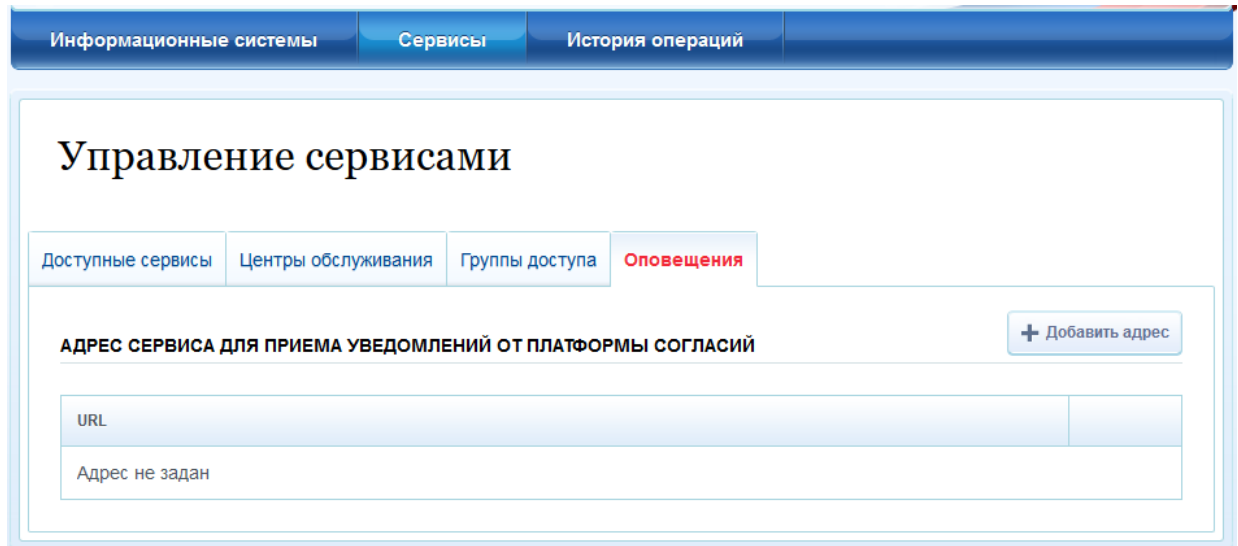 Информационные системы Сервисы История операций
Управление сервисами
Доступные сервисы Центры обслуживания Группы доступа Оповещения
+ Добавить адрес
АДРЕС СЕРВИСА ДЛЯ ПРИЕМА УВЕДОМЛЕНИЙ ОТ ПЛАТФОРМЫ СОГЛАСИЙ
URL
Адрес не задан